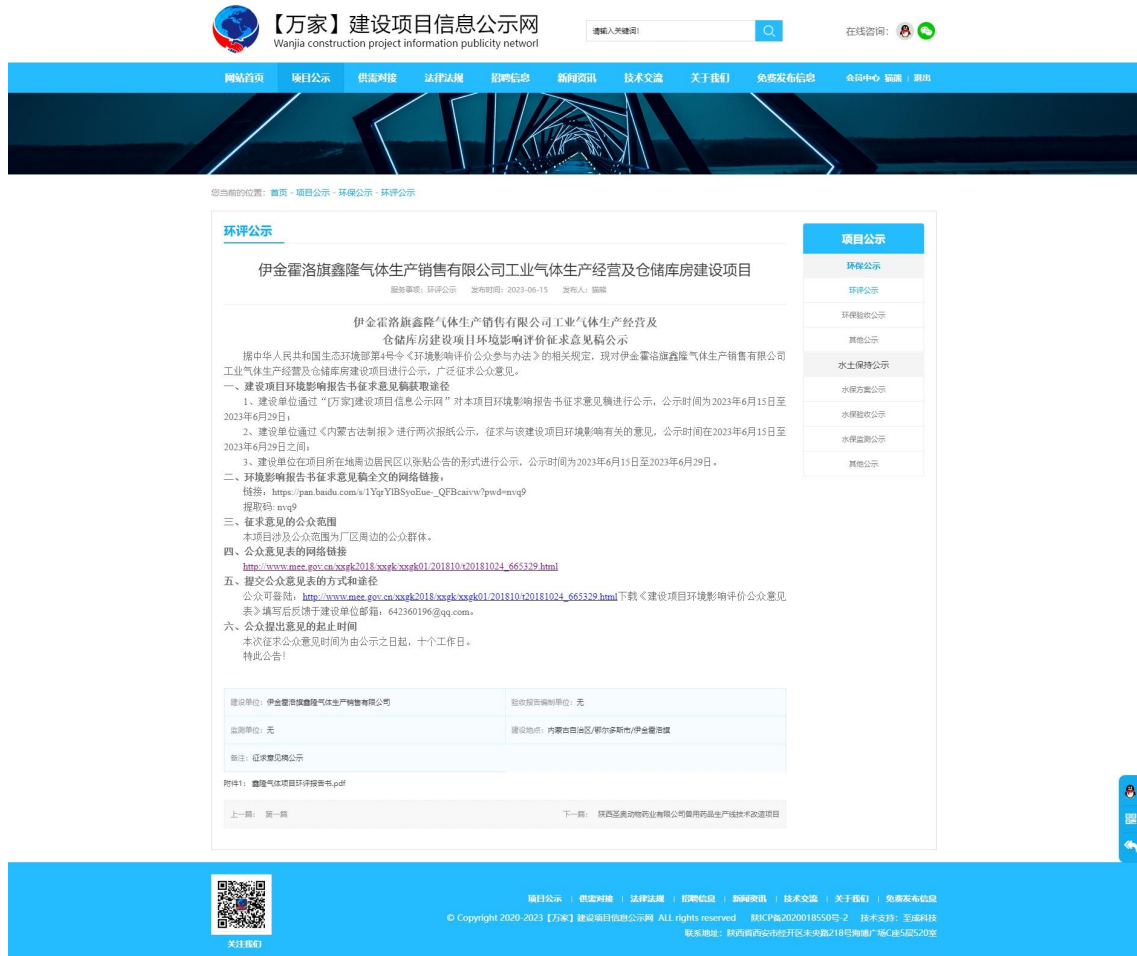 【万家】建设项目信息公示网
Wanjia construction project information publicity networl
请输入关键词!
在线咨询：
网站首页 项目公示 供需对接 法律法规 招聘信息 新闻资讯 技术交流 关于我们 免费发布信息 会员中心 猫熊 | 退出
您当前的位置：首页 - 项目公示 - 环保公示 - 环评公示
环评公示
伊金霍洛旗鑫隆气体生产销售有限公司工业气体生产经营及仓储库房建设项目
服务事项：环评公示 发布时间：2023-06-15 发布人：猫熊
伊金霍洛旗鑫隆气体生产销售有限公司工业气体生产经营及
仓储库房建设项目环境影响评价征求意见稿公示
据中华人民共和国生态环境部第4号令《环境影响评价公众参与办法》的相关规定，现对伊金霍洛旗鑫隆气体生产销售有限公司
工业气体生产经营及仓储库房建设项目进行公示，广泛征求公众意见。
一、建设项目环境影响报告书征求意见稿获取途径
1、建设单位通过“[万家]建设项目信息公示网”对本项目环境影响报告书征求意见稿进行公示，公示时间为2023年6月15日至
2023年6月29日；
2、建设单位通过《内蒙古法制报》进行两次报纸公示，征求与该建设项目环境影响有关的意见，公示时间在2023年6月15日至
2023年6月29日之间；
3、建设单位在项目所在地周边居民区以张贴公告的形式进行公示，公示时间为2023年6月15日至2023年6月29日。
二、环境影响报告书征求意见稿全文的网络链接：
链接：https://pan.baidu.com/s/1YqrYlBSyoEue-_QFBcaivw?pwd=nvq9
提取码: nvq9
三、征求意见的公众范围
本项目涉及公众范围为厂区周边的公众群体。
四、公众意见表的网络链接
http://www.mee.gov.cn/xxgk2018/xxgk/xxgk01/201810/t20181024_665329.html
五、提交公众意见表的方式和途径
公众可登陆：http://www.mee.gov.cn/xxgk2018/xxgk/xxgk01/201810/t20181024_665329.html下载《建设项目环境影响评价公众意见
表》填写后反馈于建设单位邮箱：642360196@qq.com。
六、公众提出意见的起止时间
本次征求公众意见时间为由公示之日起，十个工作日。
特此公告！
建设单位：伊金霍洛旗鑫隆气体生产销售有限公司 验收报告编制单位：无
监测单位：无 建设地点：内蒙古自治区/鄂尔多斯市/伊金霍洛旗
备注：征求意见稿公示
附件1： 鑫隆气体项目环评报告书.pdf
上一篇： 第一篇 下一篇： 陕西圣奥动物药业有限公司兽用药品生产线技术改造项目
项目公示
环保公示
环评公示
环保验收公示
其他公示
水土保持公示
水保方案公示
水保验收公示
水保监测公示
其他公示
关注我们
项目公示 | 供需对接 | 法律法规 | 招聘信息 | 新闻资讯 | 技术交流 | 关于我们 | 免费发布信息
© Copyright 2020-2023【万家】建设项目信息公示网 ALL rights reserved 陕ICP备2020018550号-2 技术支持：至成科技
联系地址：陕西省西安市经开区未央路218号海博广场C座5层520室